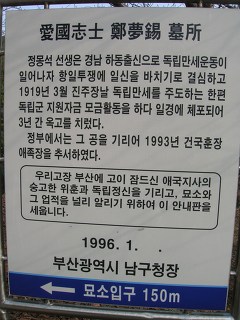 愛國志士 鄭夢錫 墓所
정몽석 선생은 경남 하동출신으로 독립만세운동이
일어나자 항일투쟁에 일신을 바치기로 결심하고
1919년 3월 진주장날 독립만세를 주도하는 한편
독립군 지원자금 모금활동을 하다 일경에 체포되어
3년 간 옥고를 치렀다.
정부에서는 그 공을 기리어 1993년 건국훈장
애족장을 추서하였다.
우리고장 부산에 고이 잠드신 애국지사의
숭고한 위훈과 독립정신을 기리고, 묘소와
그 업적을 널리 알리기 위하여 이 안내판을
세웁니다.
1996. 1.
부산광역시 남구청장
묘소입구 150m